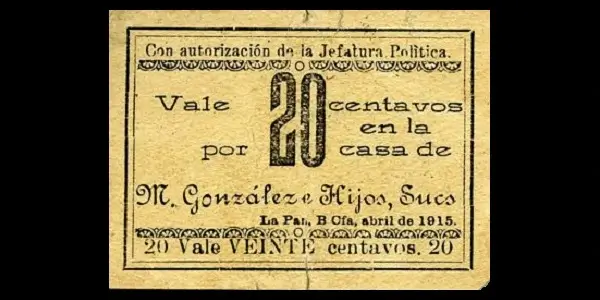 Con autorización de la Jefatura Politica.
Vale 20 centavos
en la
por casa de
M. González e Hijos, Sucs
La Paz, B Cfa, abril de 1915.
20 Vale VEINTE centavos. 20